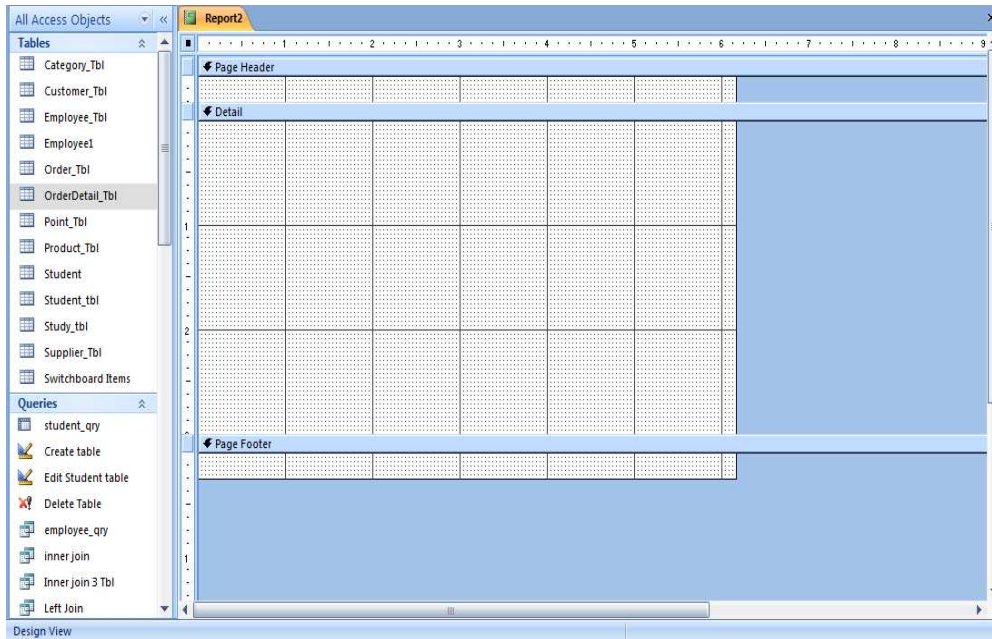 All Access Objects
Tables
Category_Tbl
Customer_Tbl
Employee_Tbl
Employee1
Order_Tbl
OrderDetail_Tbl
Point_Tbl
Product_Tbl
Student
Student_tbl
Study_tbl
Supplier_Tbl
Switchboard Items
Queries
student_qry
Create table
Edit Student table
Delete Table
employee_qry
inner join
Inner join 3 Tbl
Left Join
Report2
1 2 3 4 5 6 7 8 9
Page Header
Detail
1
2
Page Footer
1
Design View